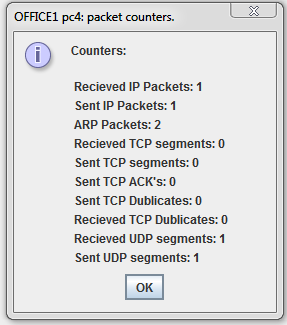 OFFICE1 pc4: packet counters.
Counters:
Recieved IP Packets: 1
Sent IP Packets: 1
ARP Packets: 2
Recieved TCP segments: 0
Sent TCP segments: 0
Sent TCP ACK's: 0
Sent TCP Dublicates: 0
Recieved TCP Dublicates: 0
Recieved UDP segments: 1
Sent UDP segments: 1
OK